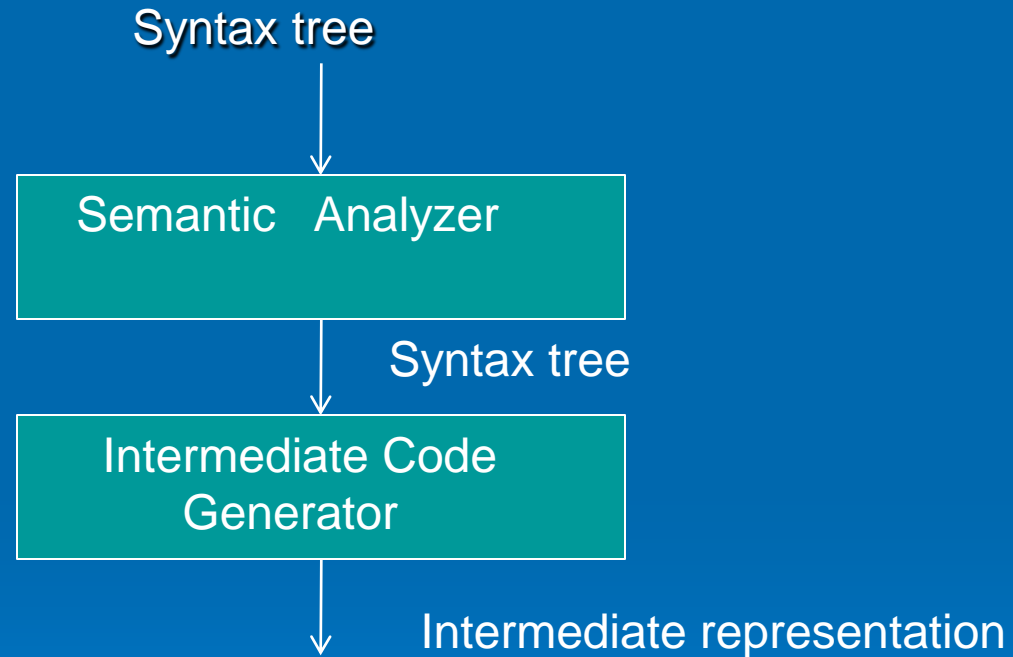 Syntax tree
Semantic Analyzer
Syntax tree
Intermediate Code
Generator
Intermediate representation